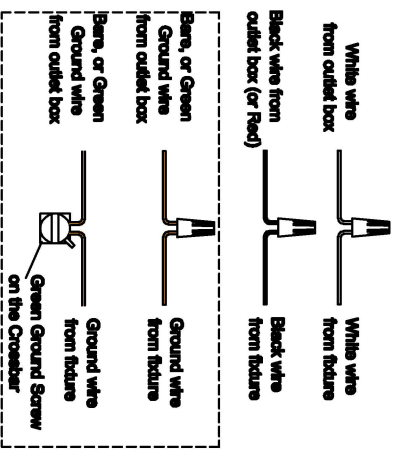 White wire
from outlet box
White wire
from fixture
Black wire from
outlet box (or Red)
Black wire
from fixture
Bare, or Green
Ground wire
from outlet box
Ground wire
from fixture
Bare, or Green
Ground wire
from outlet box
Ground wire
from fixture
Green Ground Screw
on the Crossbar